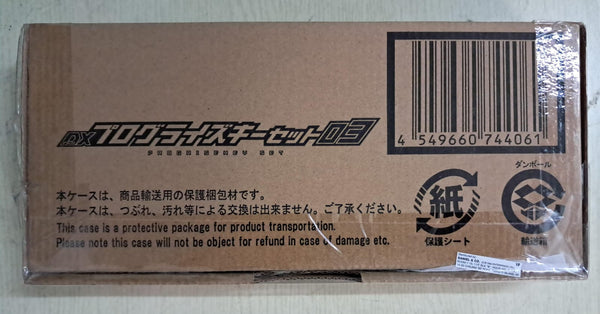 DXプログライズキーセット03
PROGRISEKEY SET
4 549660 744061
本ケースは、商品輸送用の保護梱包材です。
本ケースは、つぶれ、汚れ等による交換は出来ません。ご了承ください。
This case is a protective package for product transportation.
Please note this case will not be object for refund in case of damage etc.
紙
保護シート
ダンボール
輸送箱